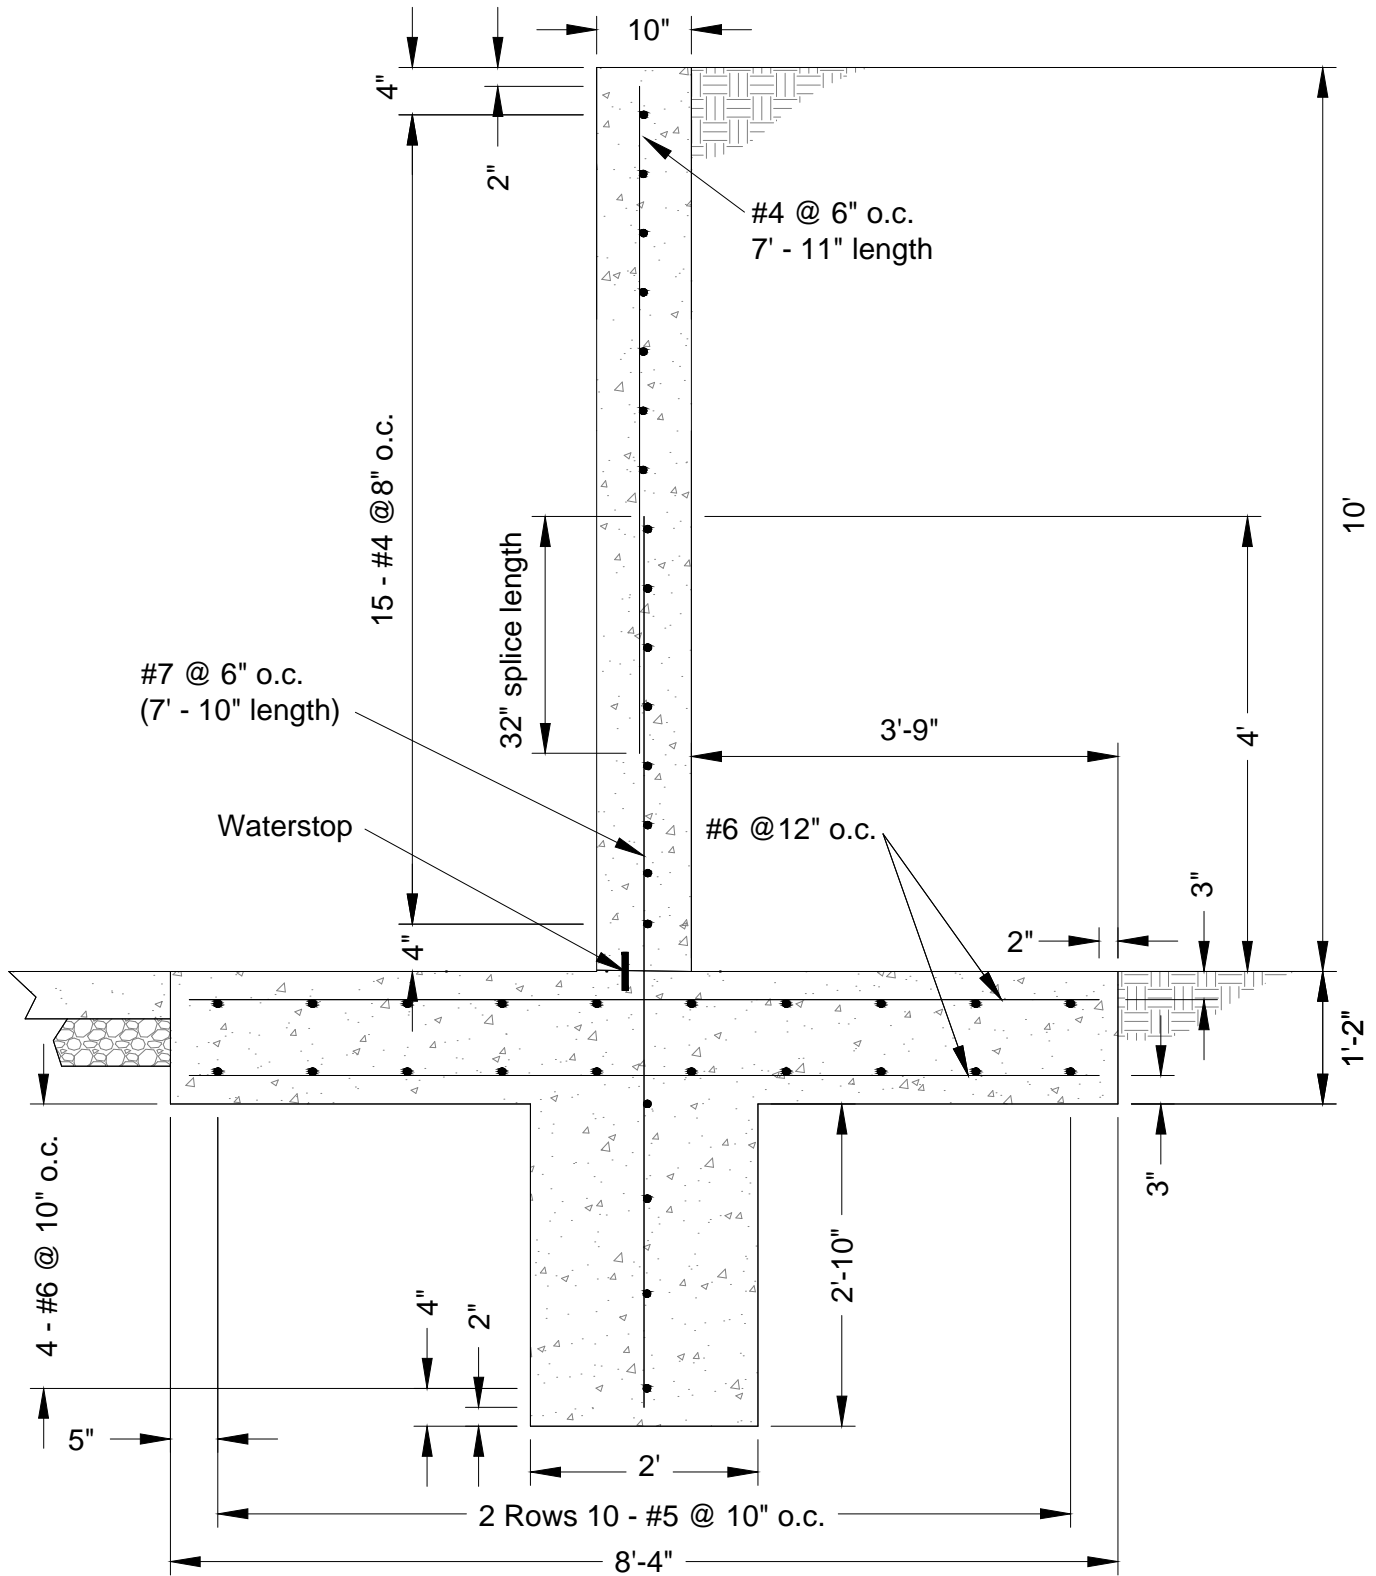 10"
4"
2"
#4 @ 6" o.c.
7' - 11" length
15 - #4 @8" o.c.
10'
32" splice length
#7 @ 6" o.c.
(7' - 10" length)
3'-9"
4'
Waterstop
#6 @12" o.c.
3"
2"
4"
1'-2"
4 - #6 @ 10" o.c.
3"
2'-10"
4"
2"
5"
2'
2 Rows 10 - #5 @ 10" o.c.
8'-4"